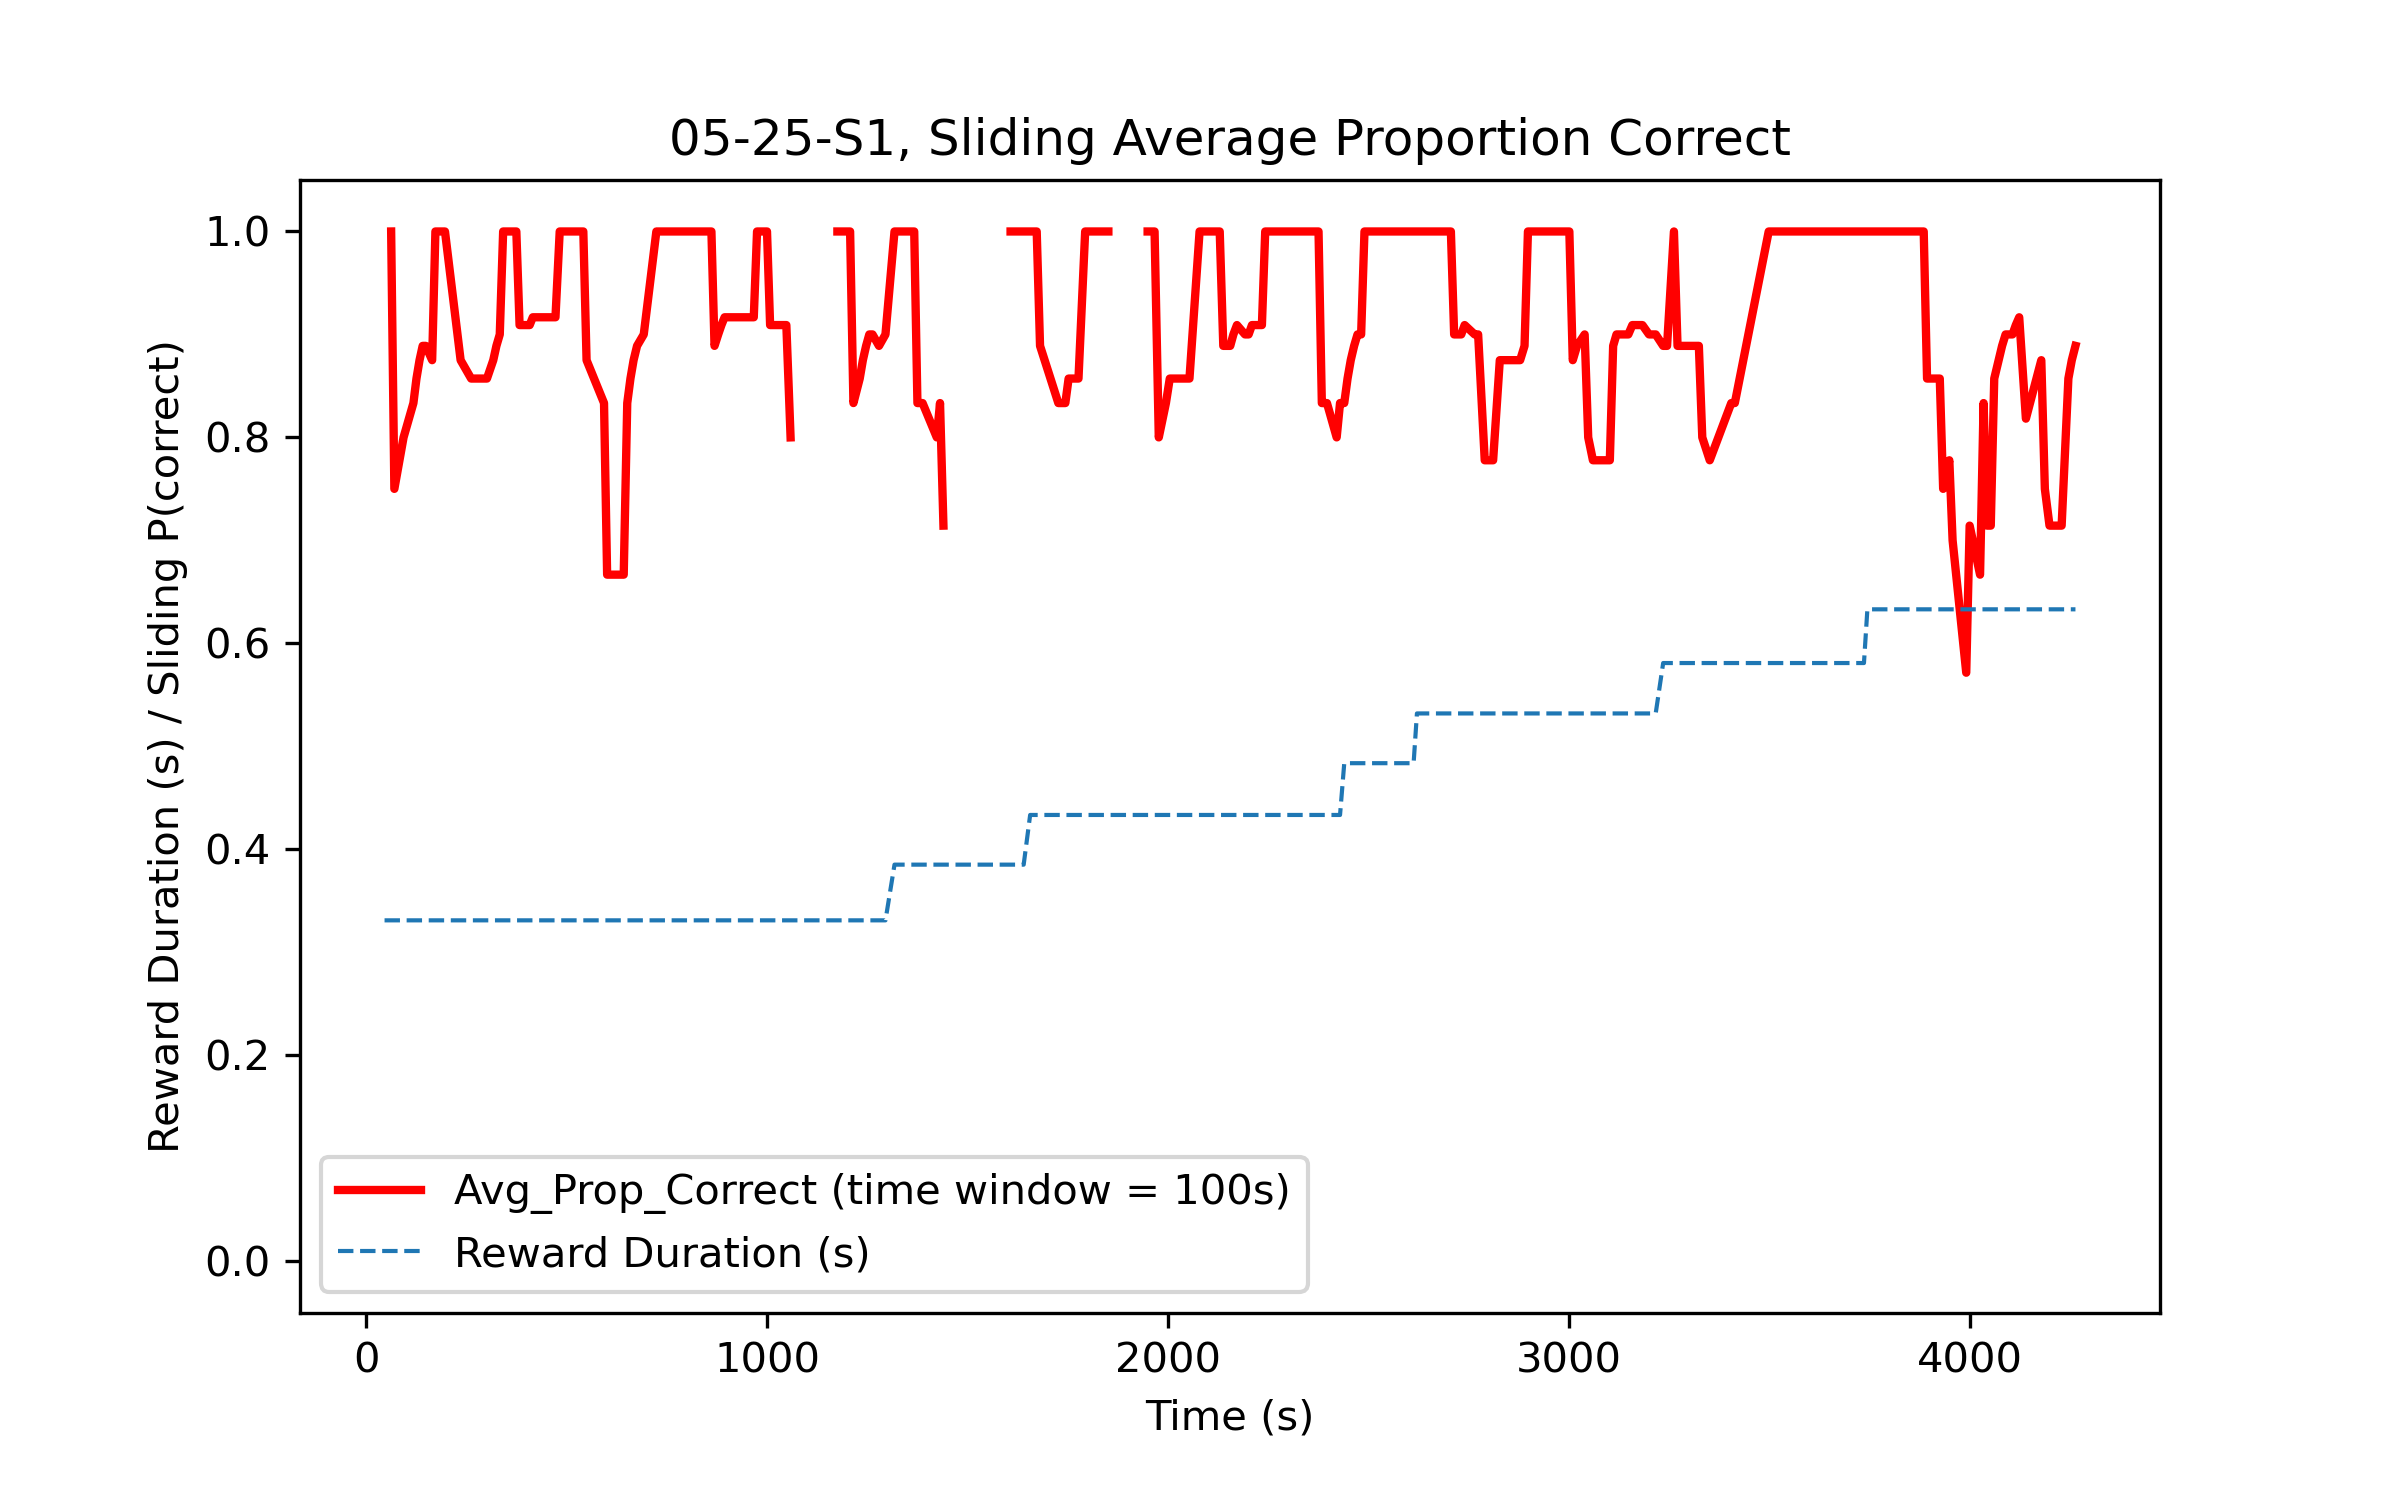 05-25-S1, Sliding Average Proportion Correct
Reward Duration (s) / Sliding P(correct)
1.0
0.8
0.6
0.4
0.2
0.0
Avg_Prop_Correct (time window = 100s)
Reward Duration (s)
0 1000 2000 3000 4000
Time (s)